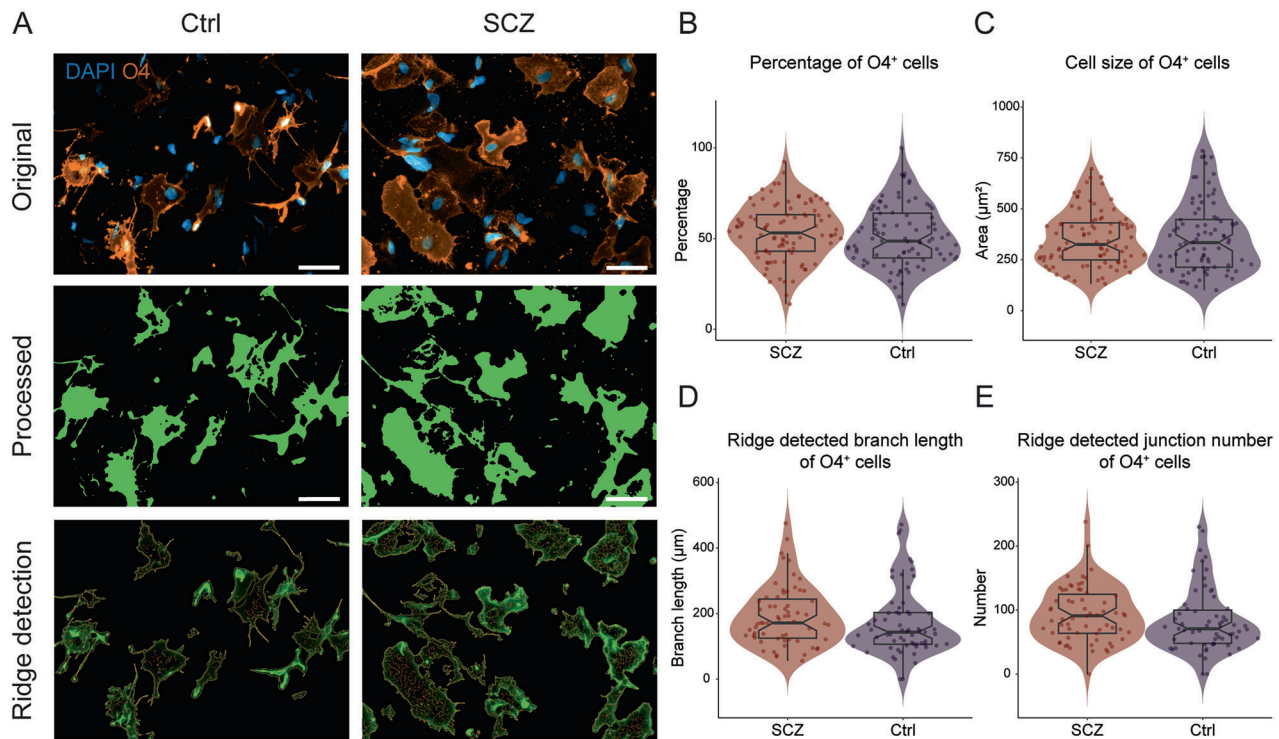 A
Ctrl
SCZ
Original
DAPI O4
Processed
Ridge detection
B
Percentage of O4⁺ cells
Percentage
100
50
0
SCZ
Ctrl
C
Cell size of O4⁺ cells
Area (µm²)
1000
750
500
250
0
SCZ
Ctrl
D
Ridge detected branch length
of O4⁺ cells
Branch length (µm)
600
400
200
0
SCZ
Ctrl
E
Ridge detected junction number
of O4⁺ cells
Number
300
200
100
0
SCZ
Ctrl